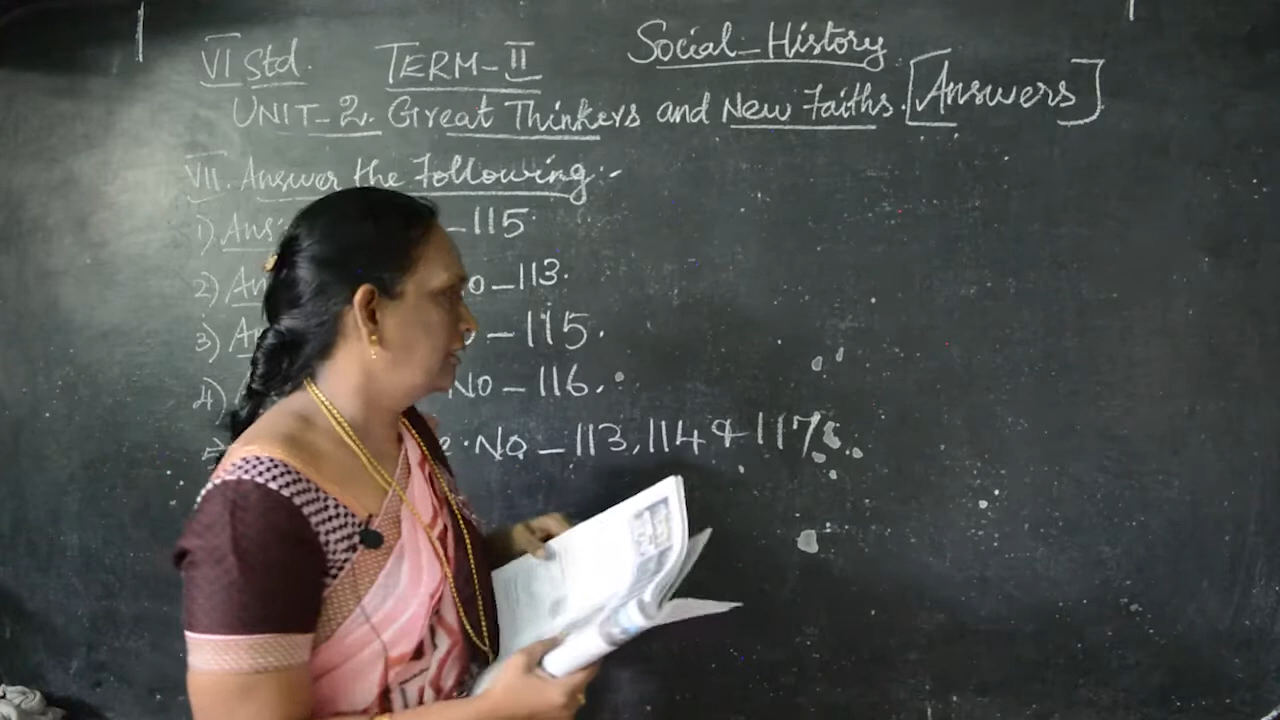 VI Std. TERM-II Social-History
UNIT-2. Great Thinkers and New Faiths. [Answers]
VII. Answer the Following:-
1) Ans: -115.
2) An o-113.
3) A o-115.
4) No-116.
No-113,114 & 117